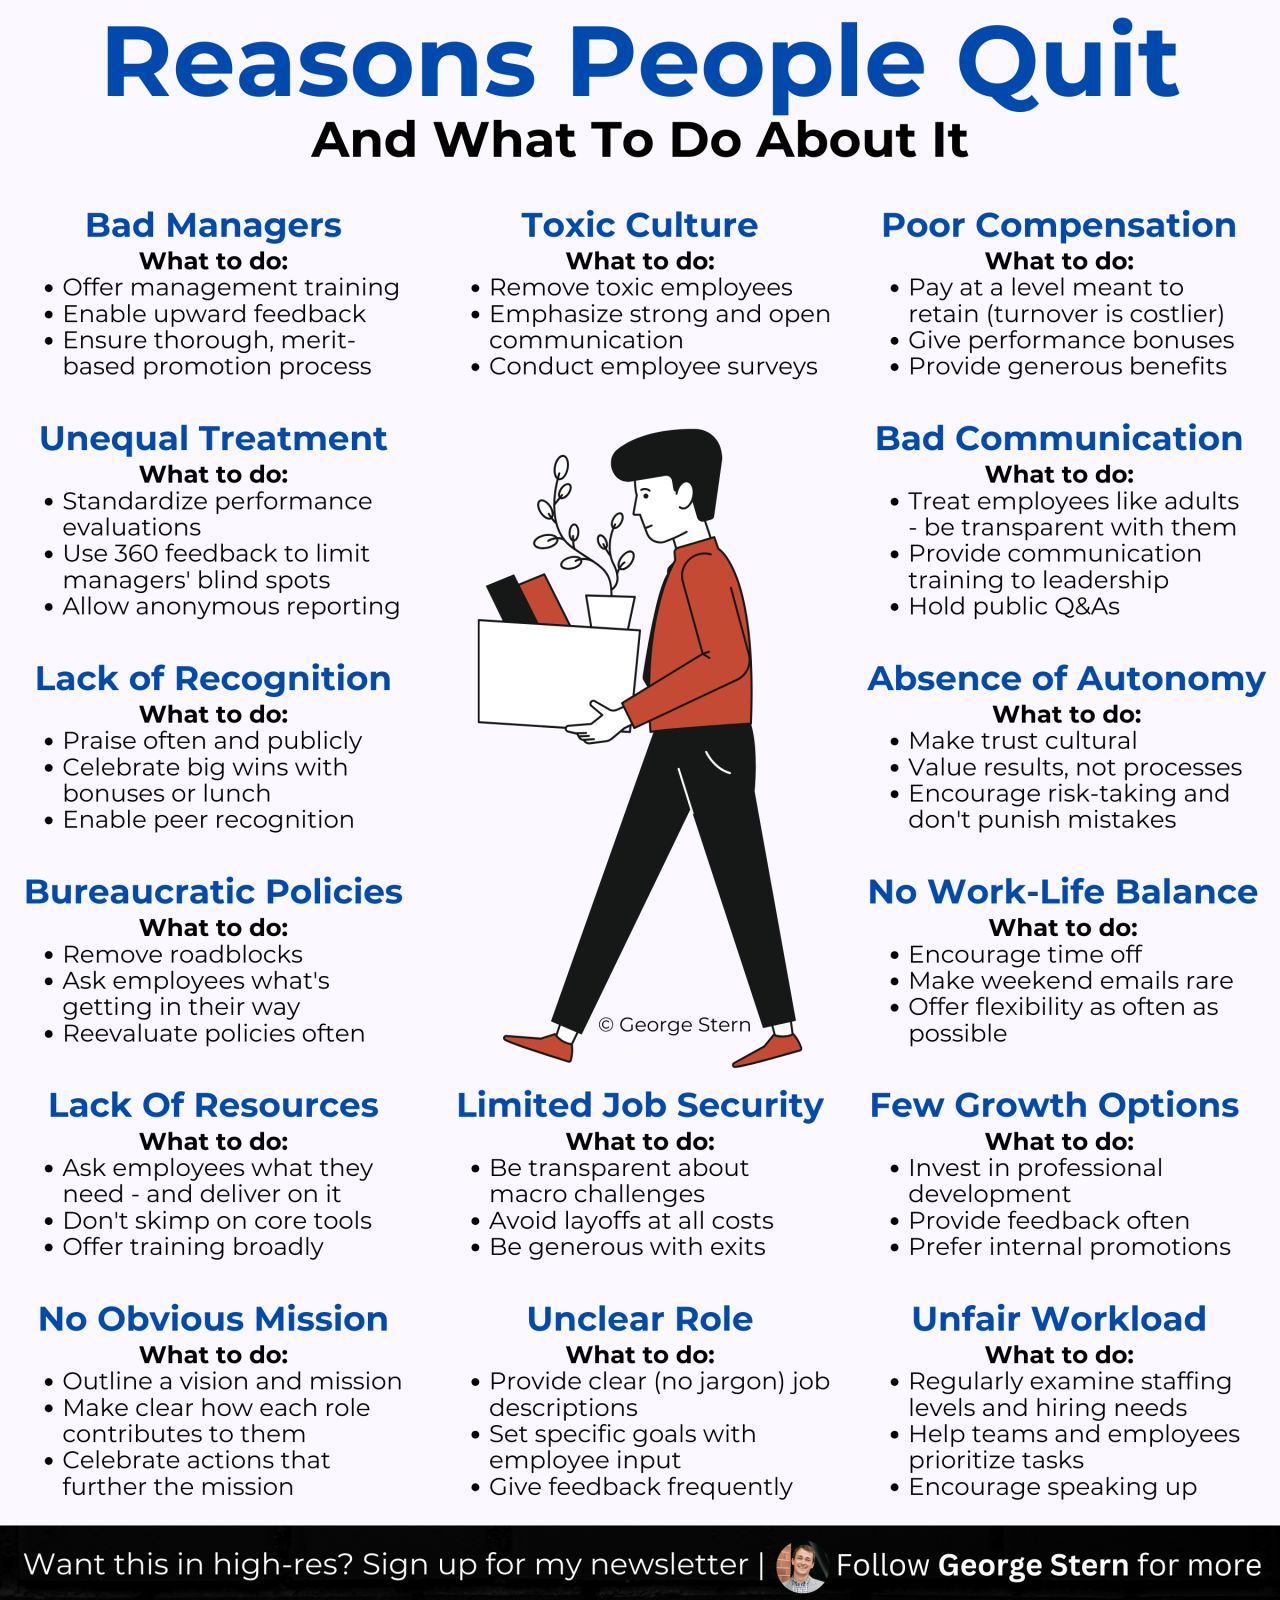 Reasons People Quit
And What To Do About It
Bad Managers
What to do:
• Offer management training
• Enable upward feedback
• Ensure thorough, merit-
based promotion process
Toxic Culture
What to do:
• Remove toxic employees
• Emphasize strong and open
communication
• Conduct employee surveys
Poor Compensation
What to do:
• Pay at a level meant to
retain (turnover is costlier)
• Give performance bonuses
• Provide generous benefits
Unequal Treatment
What to do:
• Standardize performance
evaluations
• Use 360 feedback to limit
managers' blind spots
• Allow anonymous reporting
Bad Communication
What to do:
• Treat employees like adults
- be transparent with them
• Provide communication
training to leadership
• Hold public Q&As
Lack of Recognition
What to do:
• Praise often and publicly
• Celebrate big wins with
bonuses or lunch
• Enable peer recognition
Absence of Autonomy
What to do:
• Make trust cultural
• Value results, not processes
• Encourage risk-taking and
don't punish mistakes
Bureaucratic Policies
What to do:
• Remove roadblocks
• Ask employees what's
getting in their way
• Reevaluate policies often
No Work-Life Balance
What to do:
• Encourage time off
• Make weekend emails rare
• Offer flexibility as often as
possible
© George Stern
Lack Of Resources
What to do:
• Ask employees what they
need - and deliver on it
• Don't skimp on core tools
• Offer training broadly
Limited Job Security
What to do:
• Be transparent about
macro challenges
• Avoid layoffs at all costs
• Be generous with exits
Few Growth Options
What to do:
• Invest in professional
development
• Provide feedback often
• Prefer internal promotions
No Obvious Mission
What to do:
• Outline a vision and mission
• Make clear how each role
contributes to them
• Celebrate actions that
further the mission
Unclear Role
What to do:
• Provide clear (no jargon) job
descriptions
• Set specific goals with
employee input
• Give feedback frequently
Unfair Workload
What to do:
• Regularly examine staffing
levels and hiring needs
• Help teams and employees
prioritize tasks
• Encourage speaking up
Want this in high-res? Sign up for my newsletter | Follow George Stern for more